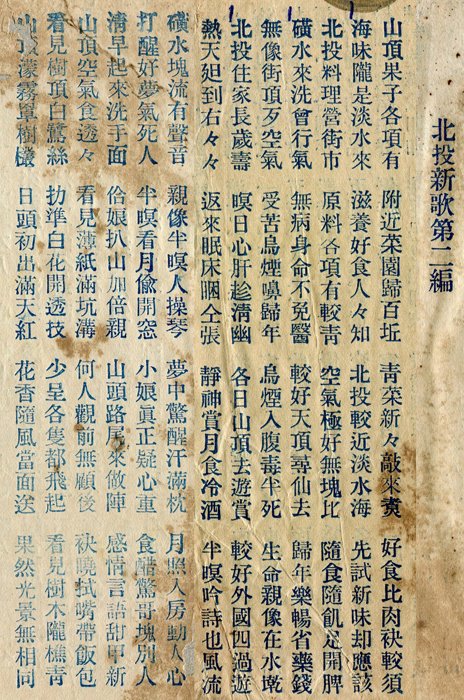 北投新歌第二編
山頂果子各項有 附近菜園歸百坵 青菜新々敲來賣 好食比肉袂較須
海味隴是淡水來 滋養好食人々知 北投較近淡水海 先試新味却應該
北投料理營街市 原料各項有較青 空氣極好無塊比 隨食隨飢足開脾
磺水來洗會行氣 無病身命不免醫 較好天頂尋仙去 歸年樂暢省藥錢
無像街頂歹空氣 受苦烏煙嗅歸年 烏煙入腹毒半死 生命親像在水乾
北投住家長歲壽 暝日心肝趁清幽 各日山頂去遊賞 較好外國四過遊
熱天廸到右々々 返來眠床睏仝張 靜神賞月食冷酒 半暝吟詩也風流
磺水塊流有聲音 親像半暝人操琴 夢中驚醒汗滿枕 月照入房動人心
打醒好夢氣死人 半暝看月偸開窓 小娘眞正疑心重 食醋驚哥塊別人
清早起來洗手面 佮娘扒山加倍親 山頭路尾來做陣 感情言語甜甲新
山頂空氣食透々 看見薄紙滿坑溝 何人觀前無顧後 袂曉拭嘴帶飯包
看見樹頂白鷺絲 扐準白花開透技 少呈各隻都飛起 看見樹木隴樵青
山頂濛霧罩樹欉 日頭初出滿天紅 花香隨風當面送 果然光景無相同